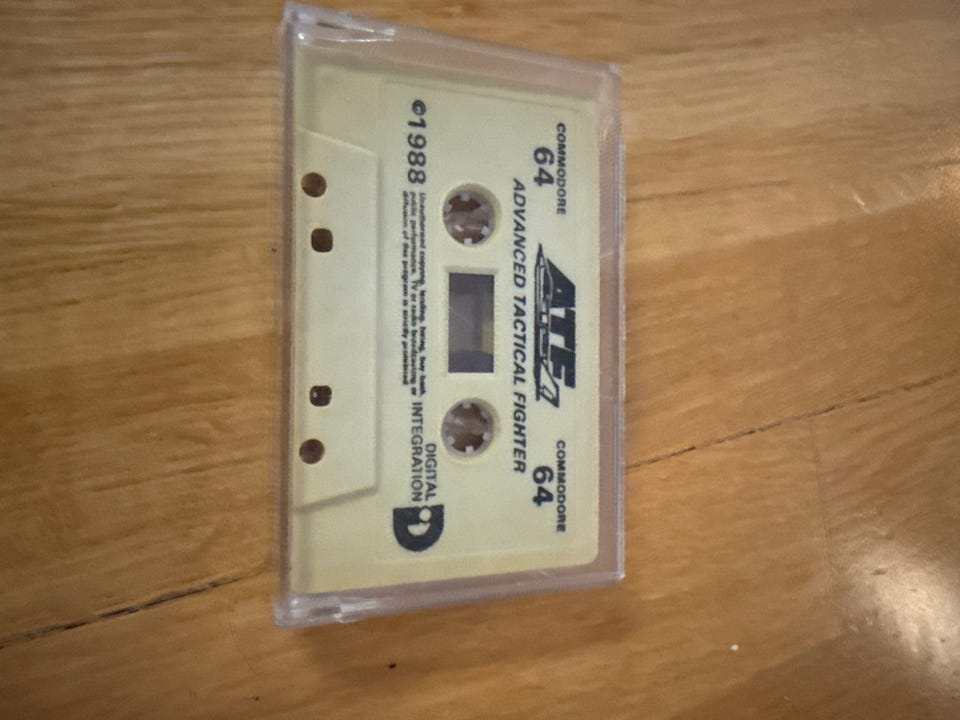 COMMODORE
64
ATF
COMMODORE
64
ADVANCED TACTICAL FIGHTER
©1988
Unauthorised copying, lending, hiring, buy back
public performance, TV or radio broadcasting or
diffusion of this program is strictly prohibited
DIGITAL
INTEGRATION